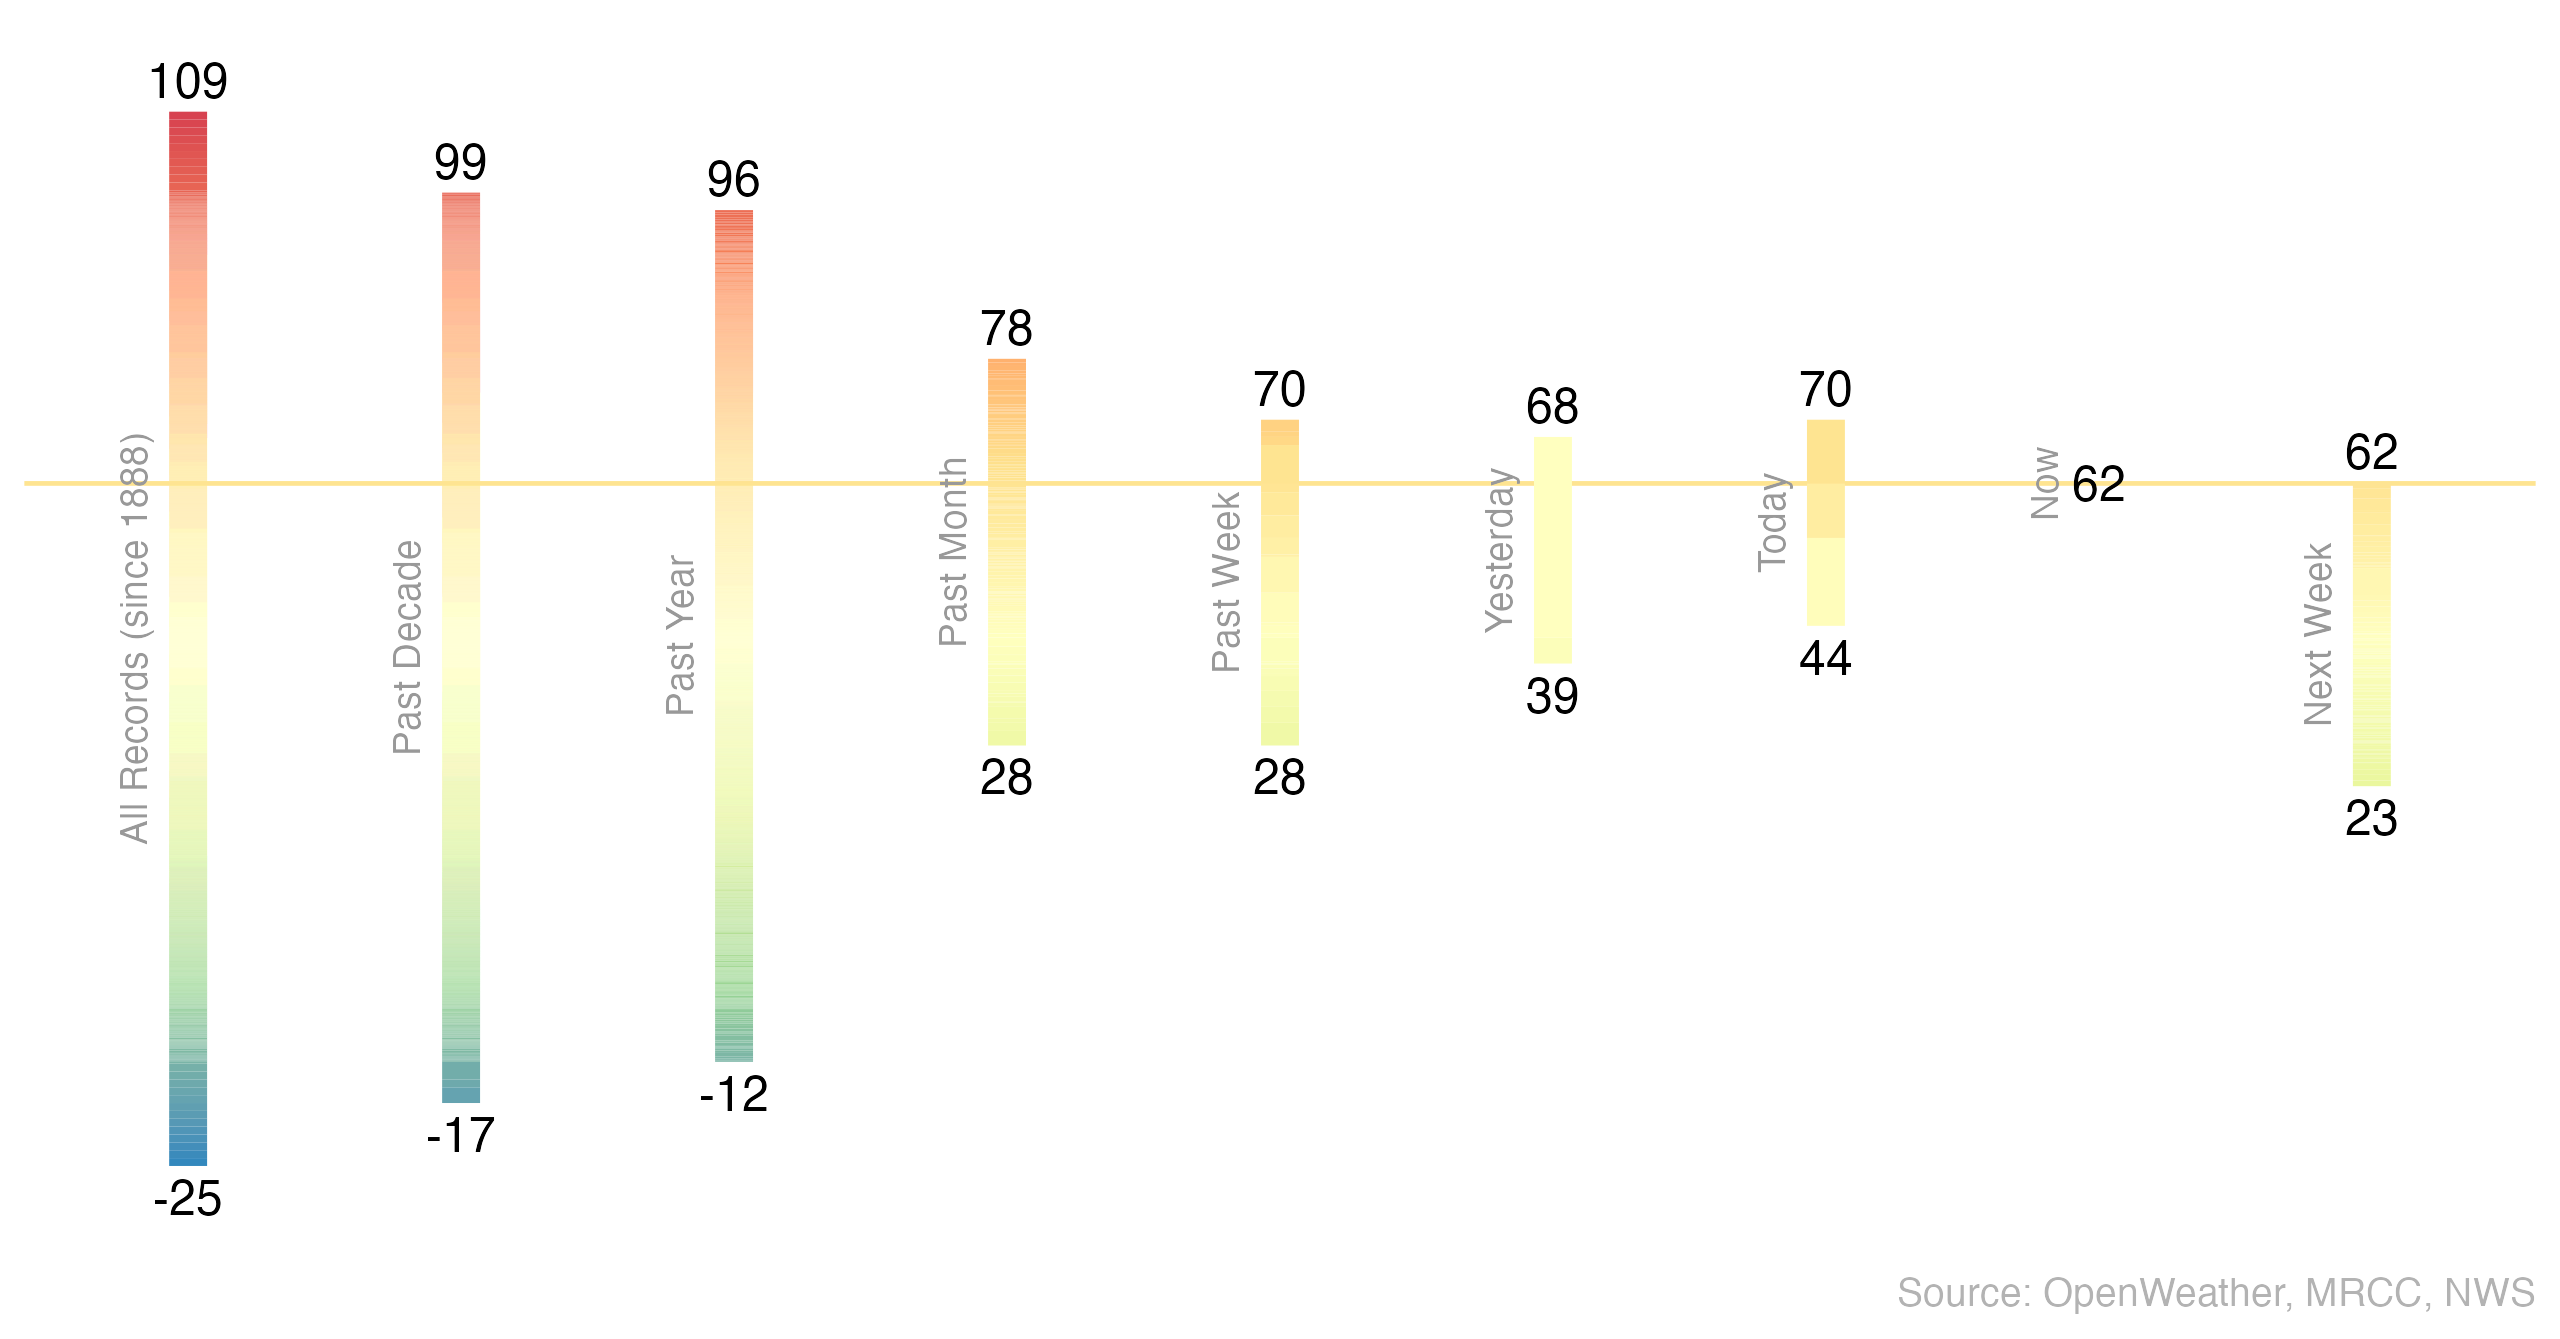 All Records (since 1888)
109
-25
Past Decade
99
-17
Past Year
96
-12
Past Month
78
28
Past Week
70
28
Yesterday
68
39
Today
70
44
Now
62
Next Week
62
23
Source: OpenWeather, MRCC, NWS